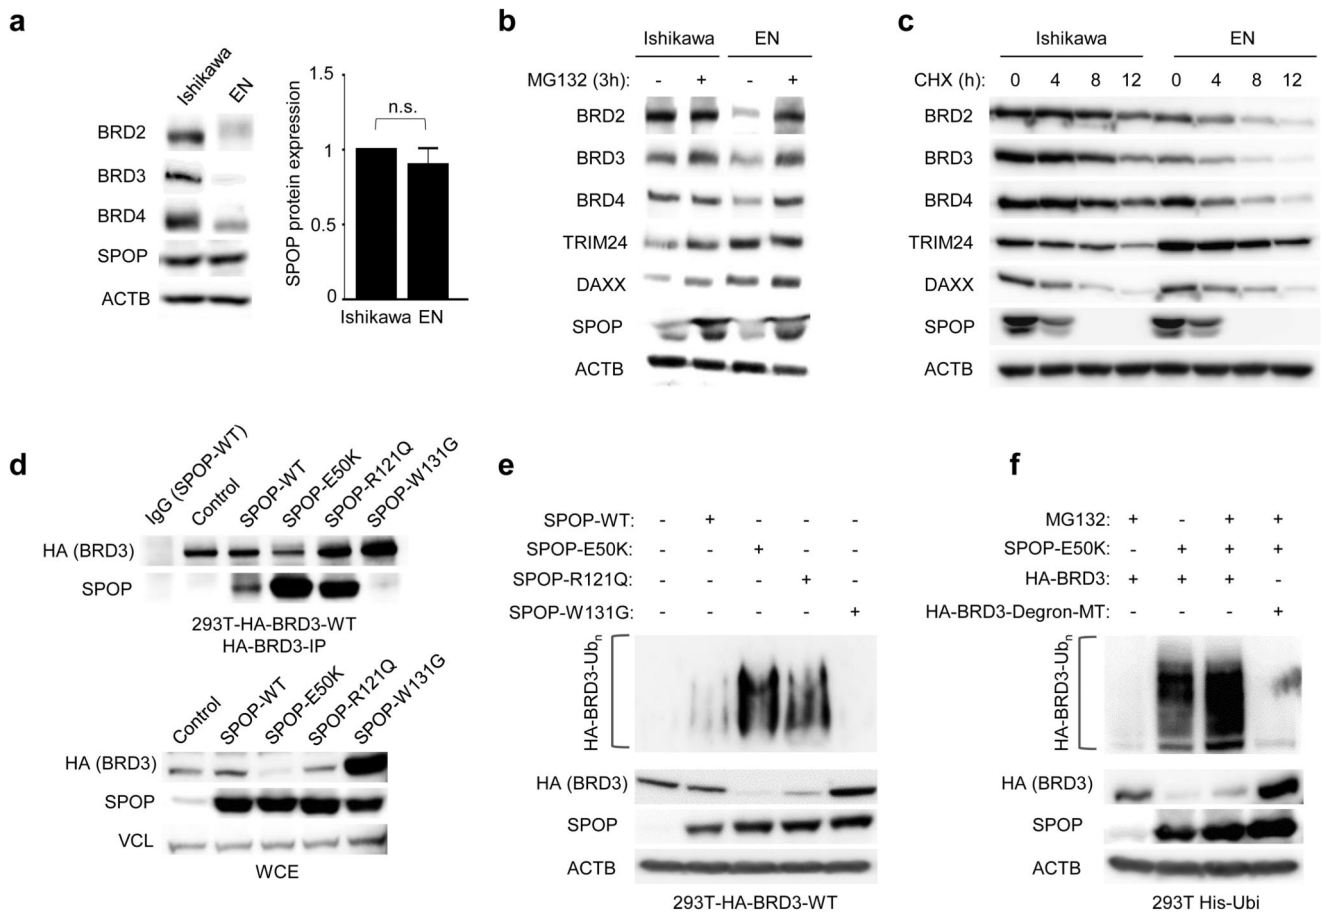 a
Ishikawa
EN
BRD2
BRD3
BRD4
SPOP
ACTB
SPOP protein expression
1.5
1
0.5
0
n.s.
Ishikawa EN
b
Ishikawa EN
MG132 (3h): - + - +
BRD2
BRD3
BRD4
TRIM24
DAXX
SPOP
ACTB
c
Ishikawa EN
CHX (h): 0 4 8 12 0 4 8 12
BRD2
BRD3
BRD4
TRIM24
DAXX
SPOP
ACTB
d
IgG (SPOP-WT)
Control
SPOP-WT
SPOP-E50K
SPOP-R121Q
SPOP-W131G
HA (BRD3)
SPOP
293T-HA-BRD3-WT
HA-BRD3-IP
Control
SPOP-WT
SPOP-E50K
SPOP-R121Q
SPOP-W131G
HA (BRD3)
SPOP
VCL
WCE
e
SPOP-WT: - + - - -
SPOP-E50K: - - + - -
SPOP-R121Q: - - - + -
SPOP-W131G: - - - - +
HA-BRD3-Ubn
HA (BRD3)
SPOP
ACTB
293T-HA-BRD3-WT
f
MG132: + - + +
SPOP-E50K: - + + +
HA-BRD3: + + + -
HA-BRD3-Degron-MT: - - - +
HA-BRD3-Ubn
HA (BRD3)
SPOP
ACTB
293T His-Ubi